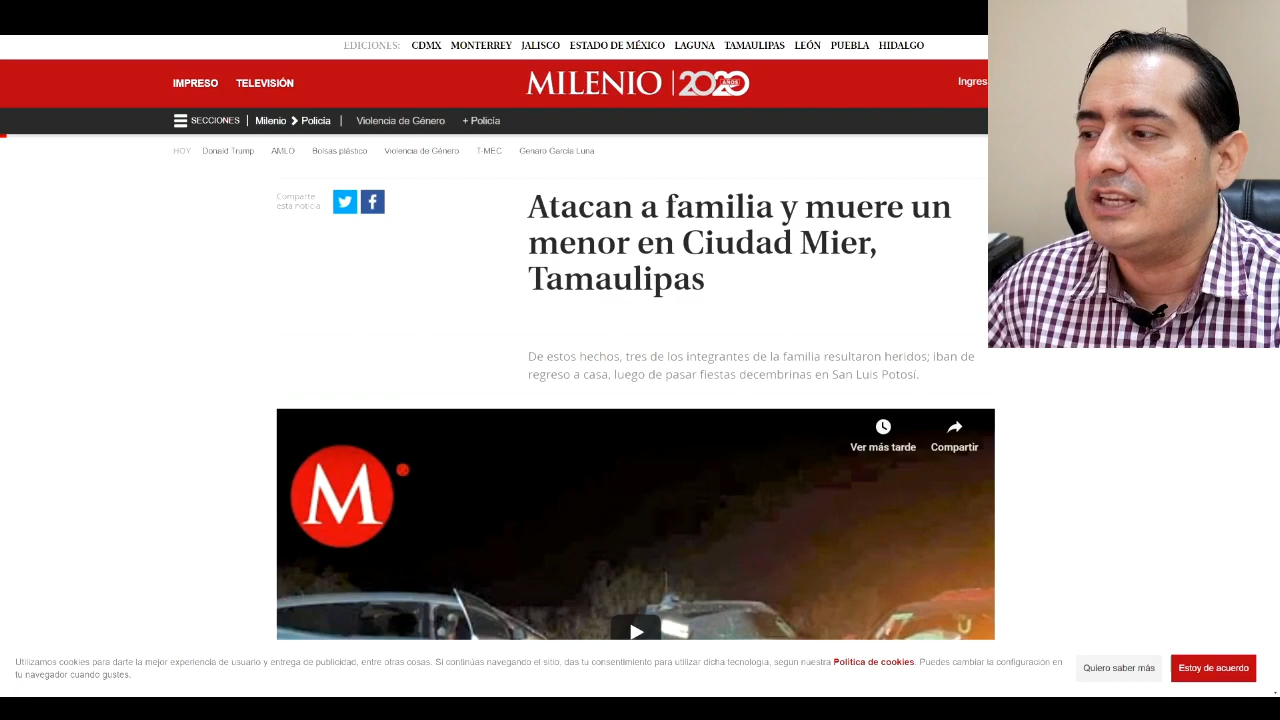 EDICIONES: CDMX MONTERREY JALISCO ESTADO DE MÉXICO LAGUNA TAMAULIPAS LEÓN PUEBLA HIDALGO
IMPRESO TELEVISIÓN MILENIO 2020 AÑOS Ingres
SECCIONES | Milenio > Policía | Violencia de Género + Policía
HOY Donald Trump AMLO Bolsas plástico Violencia de Género T-MEC Genaro García Luna
Comparte
esta noticia
Atacan a familia y muere un
menor en Ciudad Mier,
Tamaulipas
De estos hechos, tres de los integrantes de la familia resultaron heridos; iban de
regreso a casa, luego de pasar fiestas decembrinas en San Luis Potosí.
Ver más tarde Compartir
M
Utilizamos cookies para darte la mejor experiencia de usuario y entrega de publicidad, entre otras cosas. Si continúas navegando el sitio, das tu consentimiento para utilizar dicha tecnología, según nuestra Política de cookies. Puedes cambiar la configuración en
tu navegador cuando gustes.
Quiero saber más Estoy de acuerdo